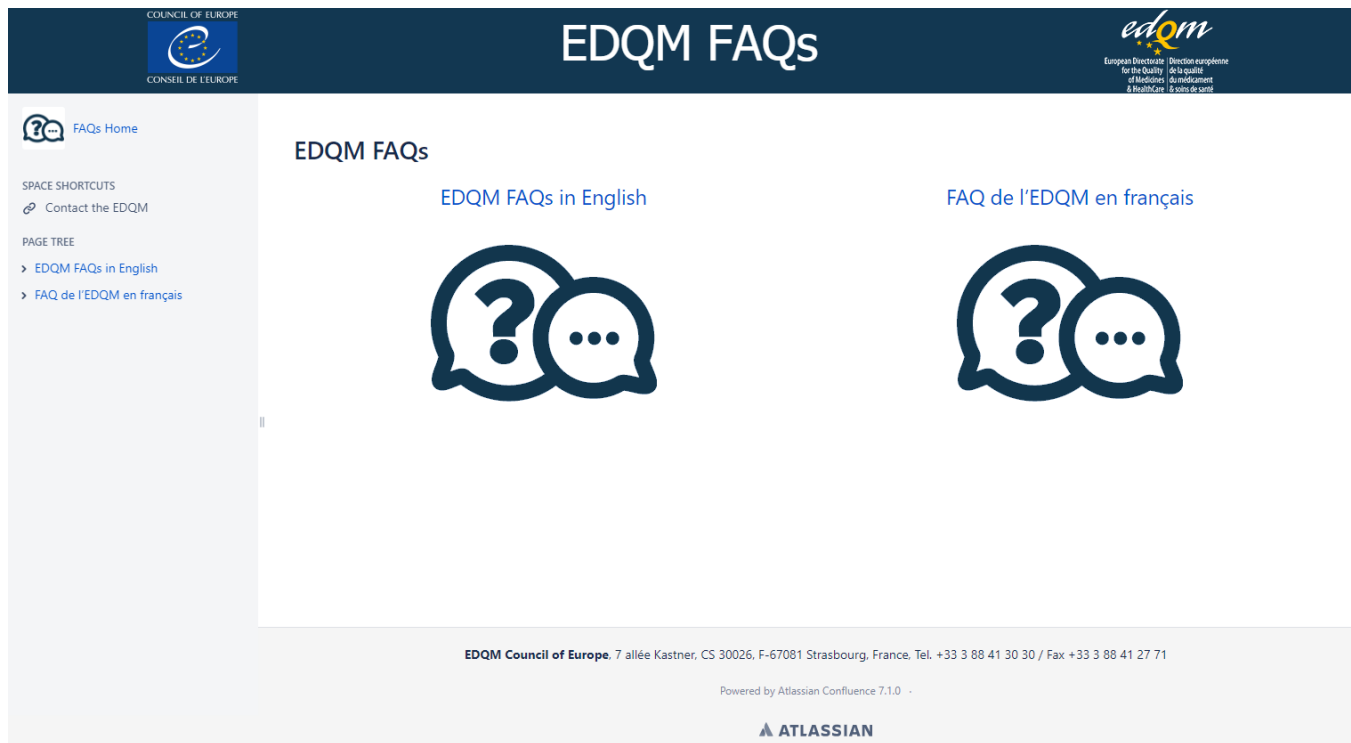 COUNCIL OF EUROPE
CONSEIL DE L'EUROPE
EDQM FAQs
edqm
European Directorate | Direction européenne
for the Quality | de la qualité
of Medicines | du médicament
& HealthCare | & soins de santé
FAQs Home
SPACE SHORTCUTS
Contact the EDQM
PAGE TREE
EDQM FAQs in English
FAQ de l'EDQM en français
EDQM FAQs
EDQM FAQs in English
FAQ de l'EDQM en français
EDQM Council of Europe, 7 allée Kastner, CS 30026, F-67081 Strasbourg, France, Tel. +33 3 88 41 30 30 / Fax +33 3 88 41 27 71
Powered by Atlassian Confluence 7.1.0 ·
ATLASSIAN